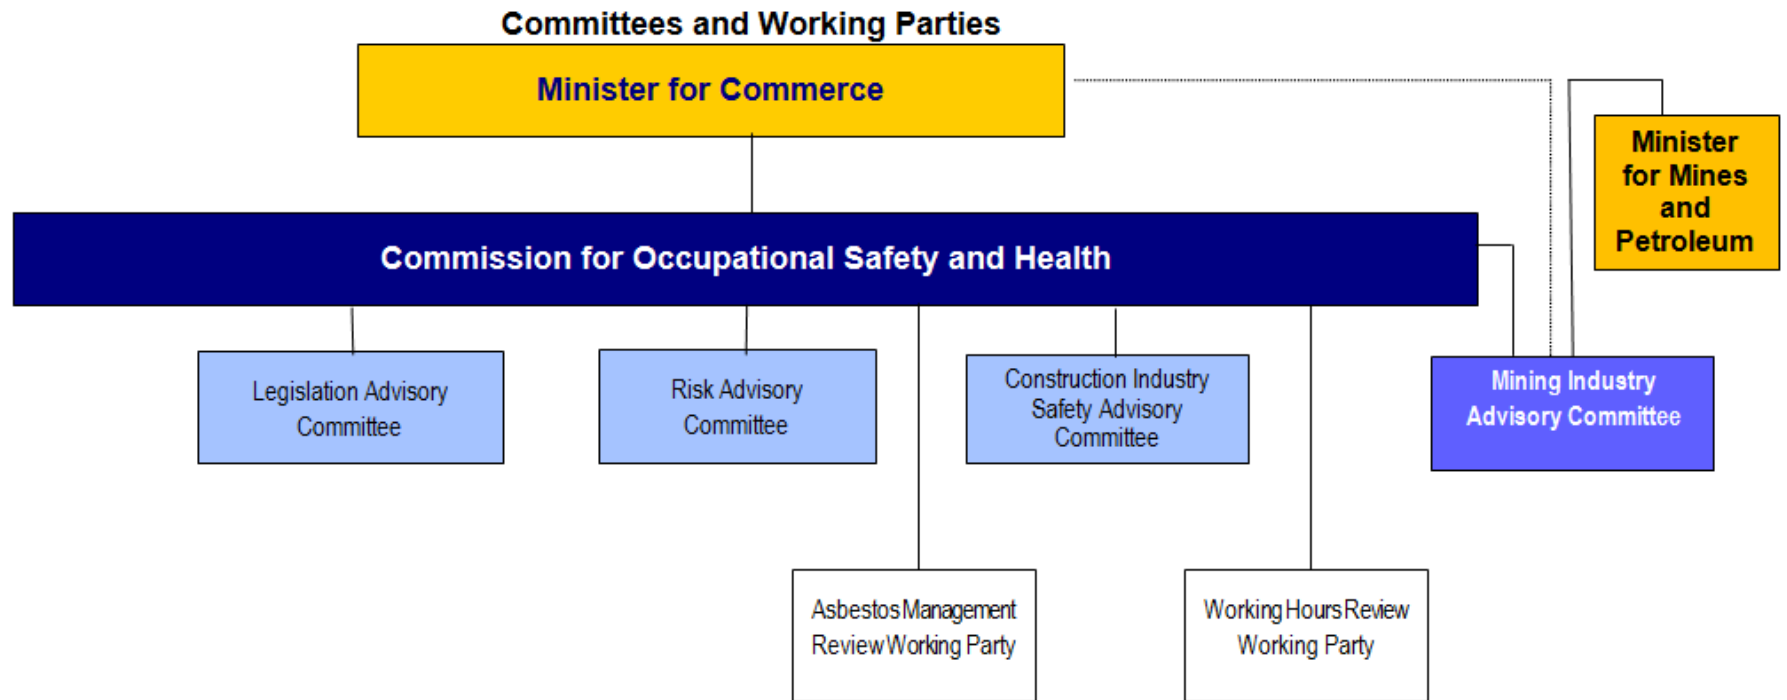 Committees and Working Parties
Minister for Commerce
Minister
for Mines
and
Petroleum
Commission for Occupational Safety and Health
Legislation Advisory
Committee
Risk Advisory
Committee
Construction Industry
Safety Advisory
Committee
Mining Industry
Advisory Committee
Asbestos Management
Review Working Party
Working Hours Review
Working Party